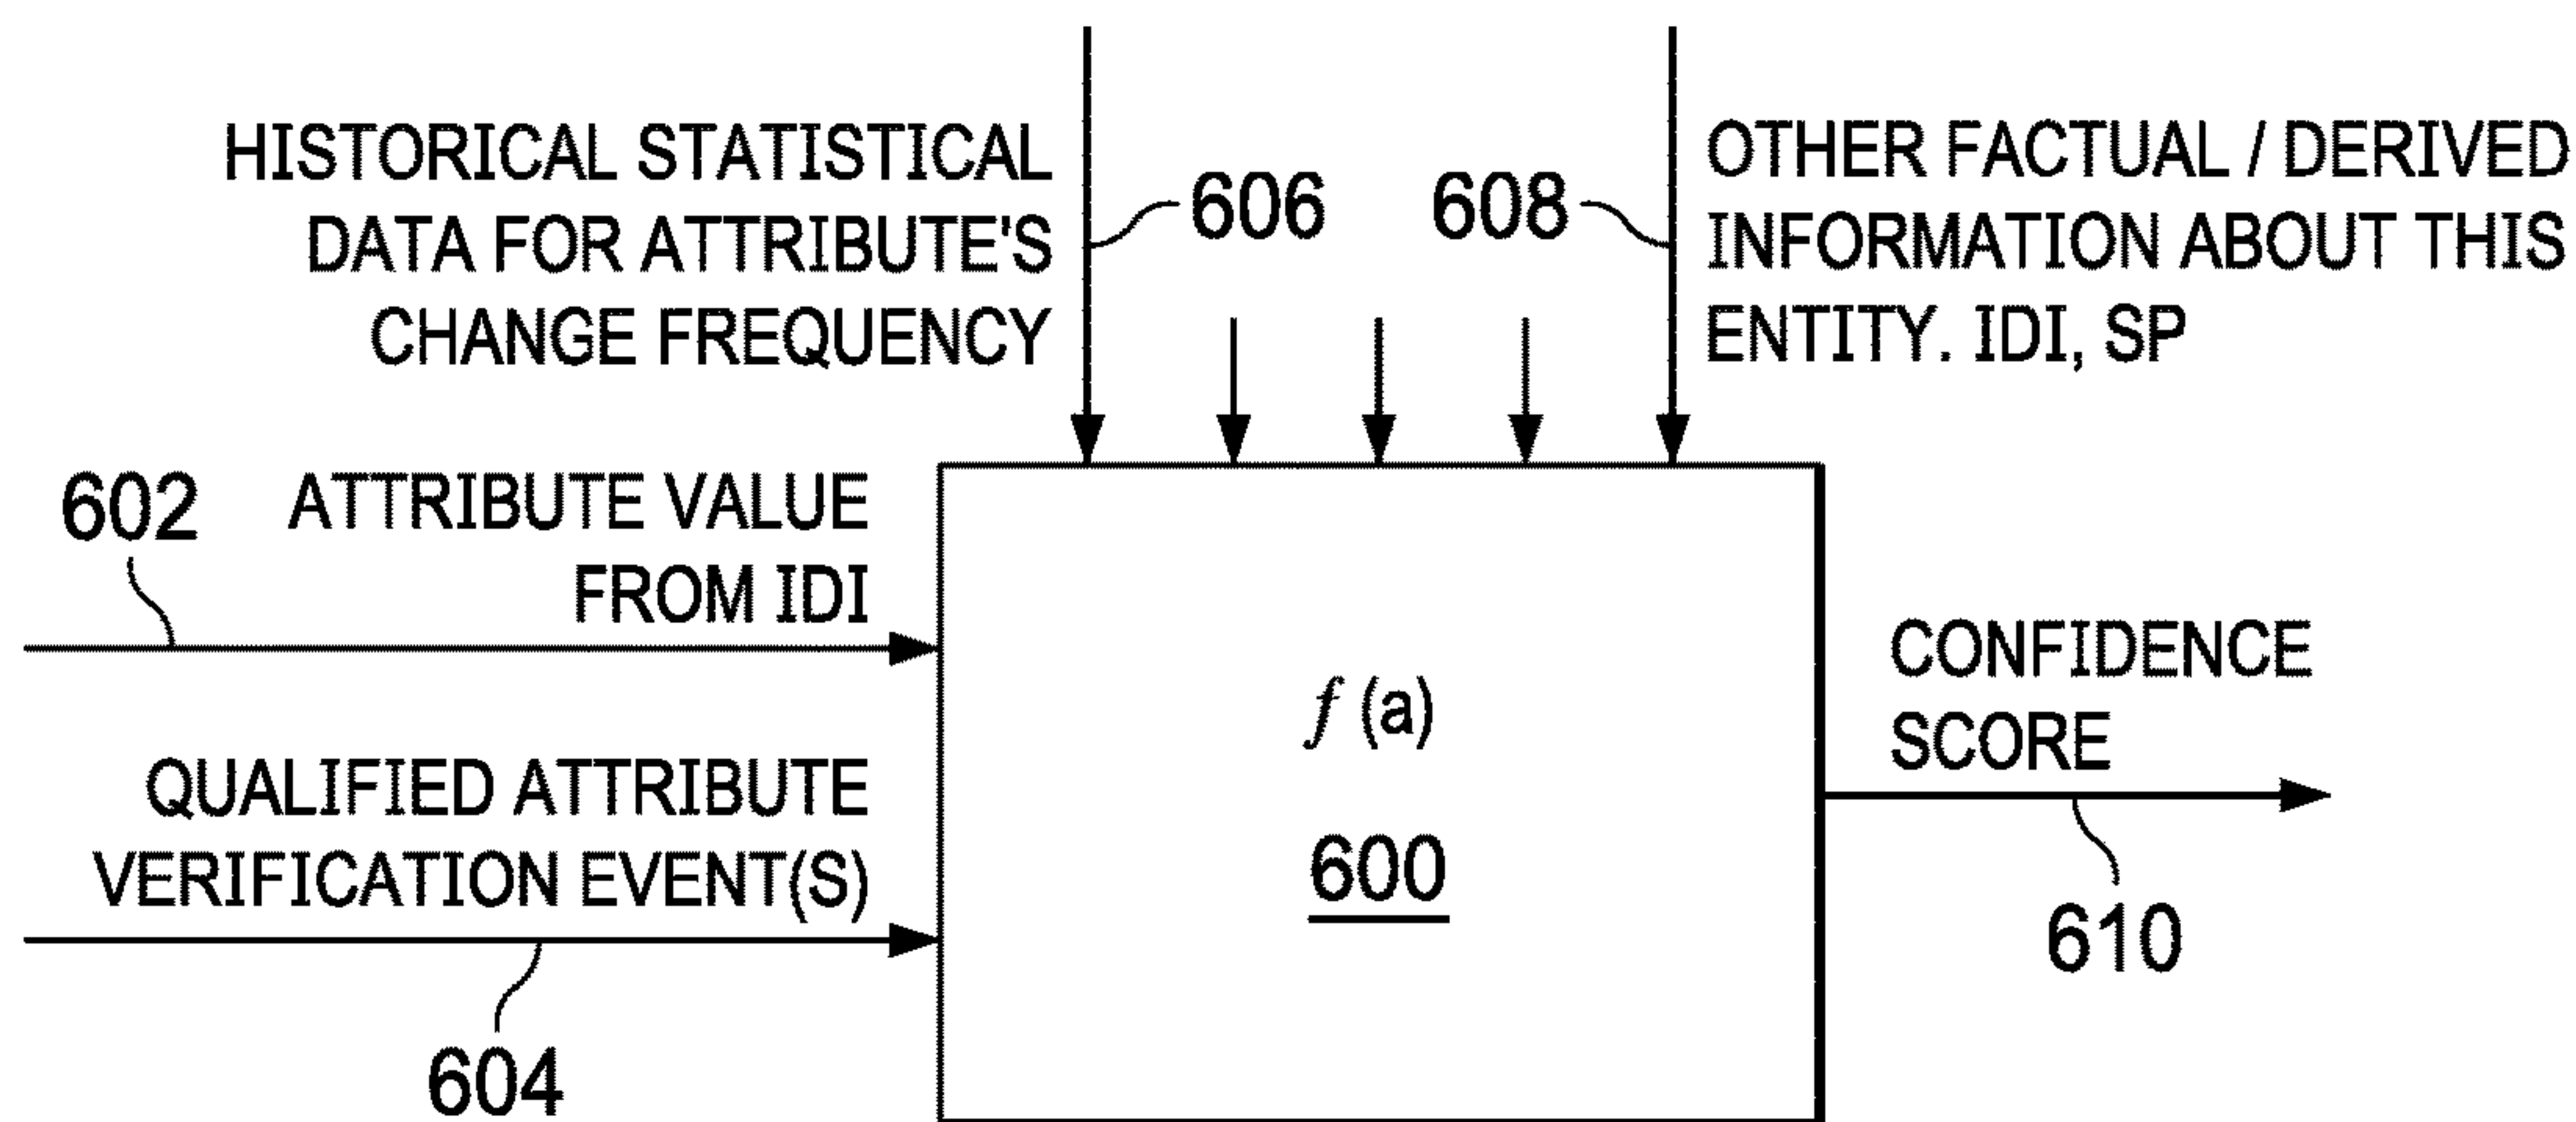 HISTORICAL STATISTICAL
DATA FOR ATTRIBUTE'S
CHANGE FREQUENCY
606
608
OTHER FACTUAL / DERIVED
INFORMATION ABOUT THIS
ENTITY. IDI, SP
602
ATTRIBUTE VALUE
FROM IDI
QUALIFIED ATTRIBUTE
VERIFICATION EVENT(S)
604
f (a)
600
CONFIDENCE
SCORE
610